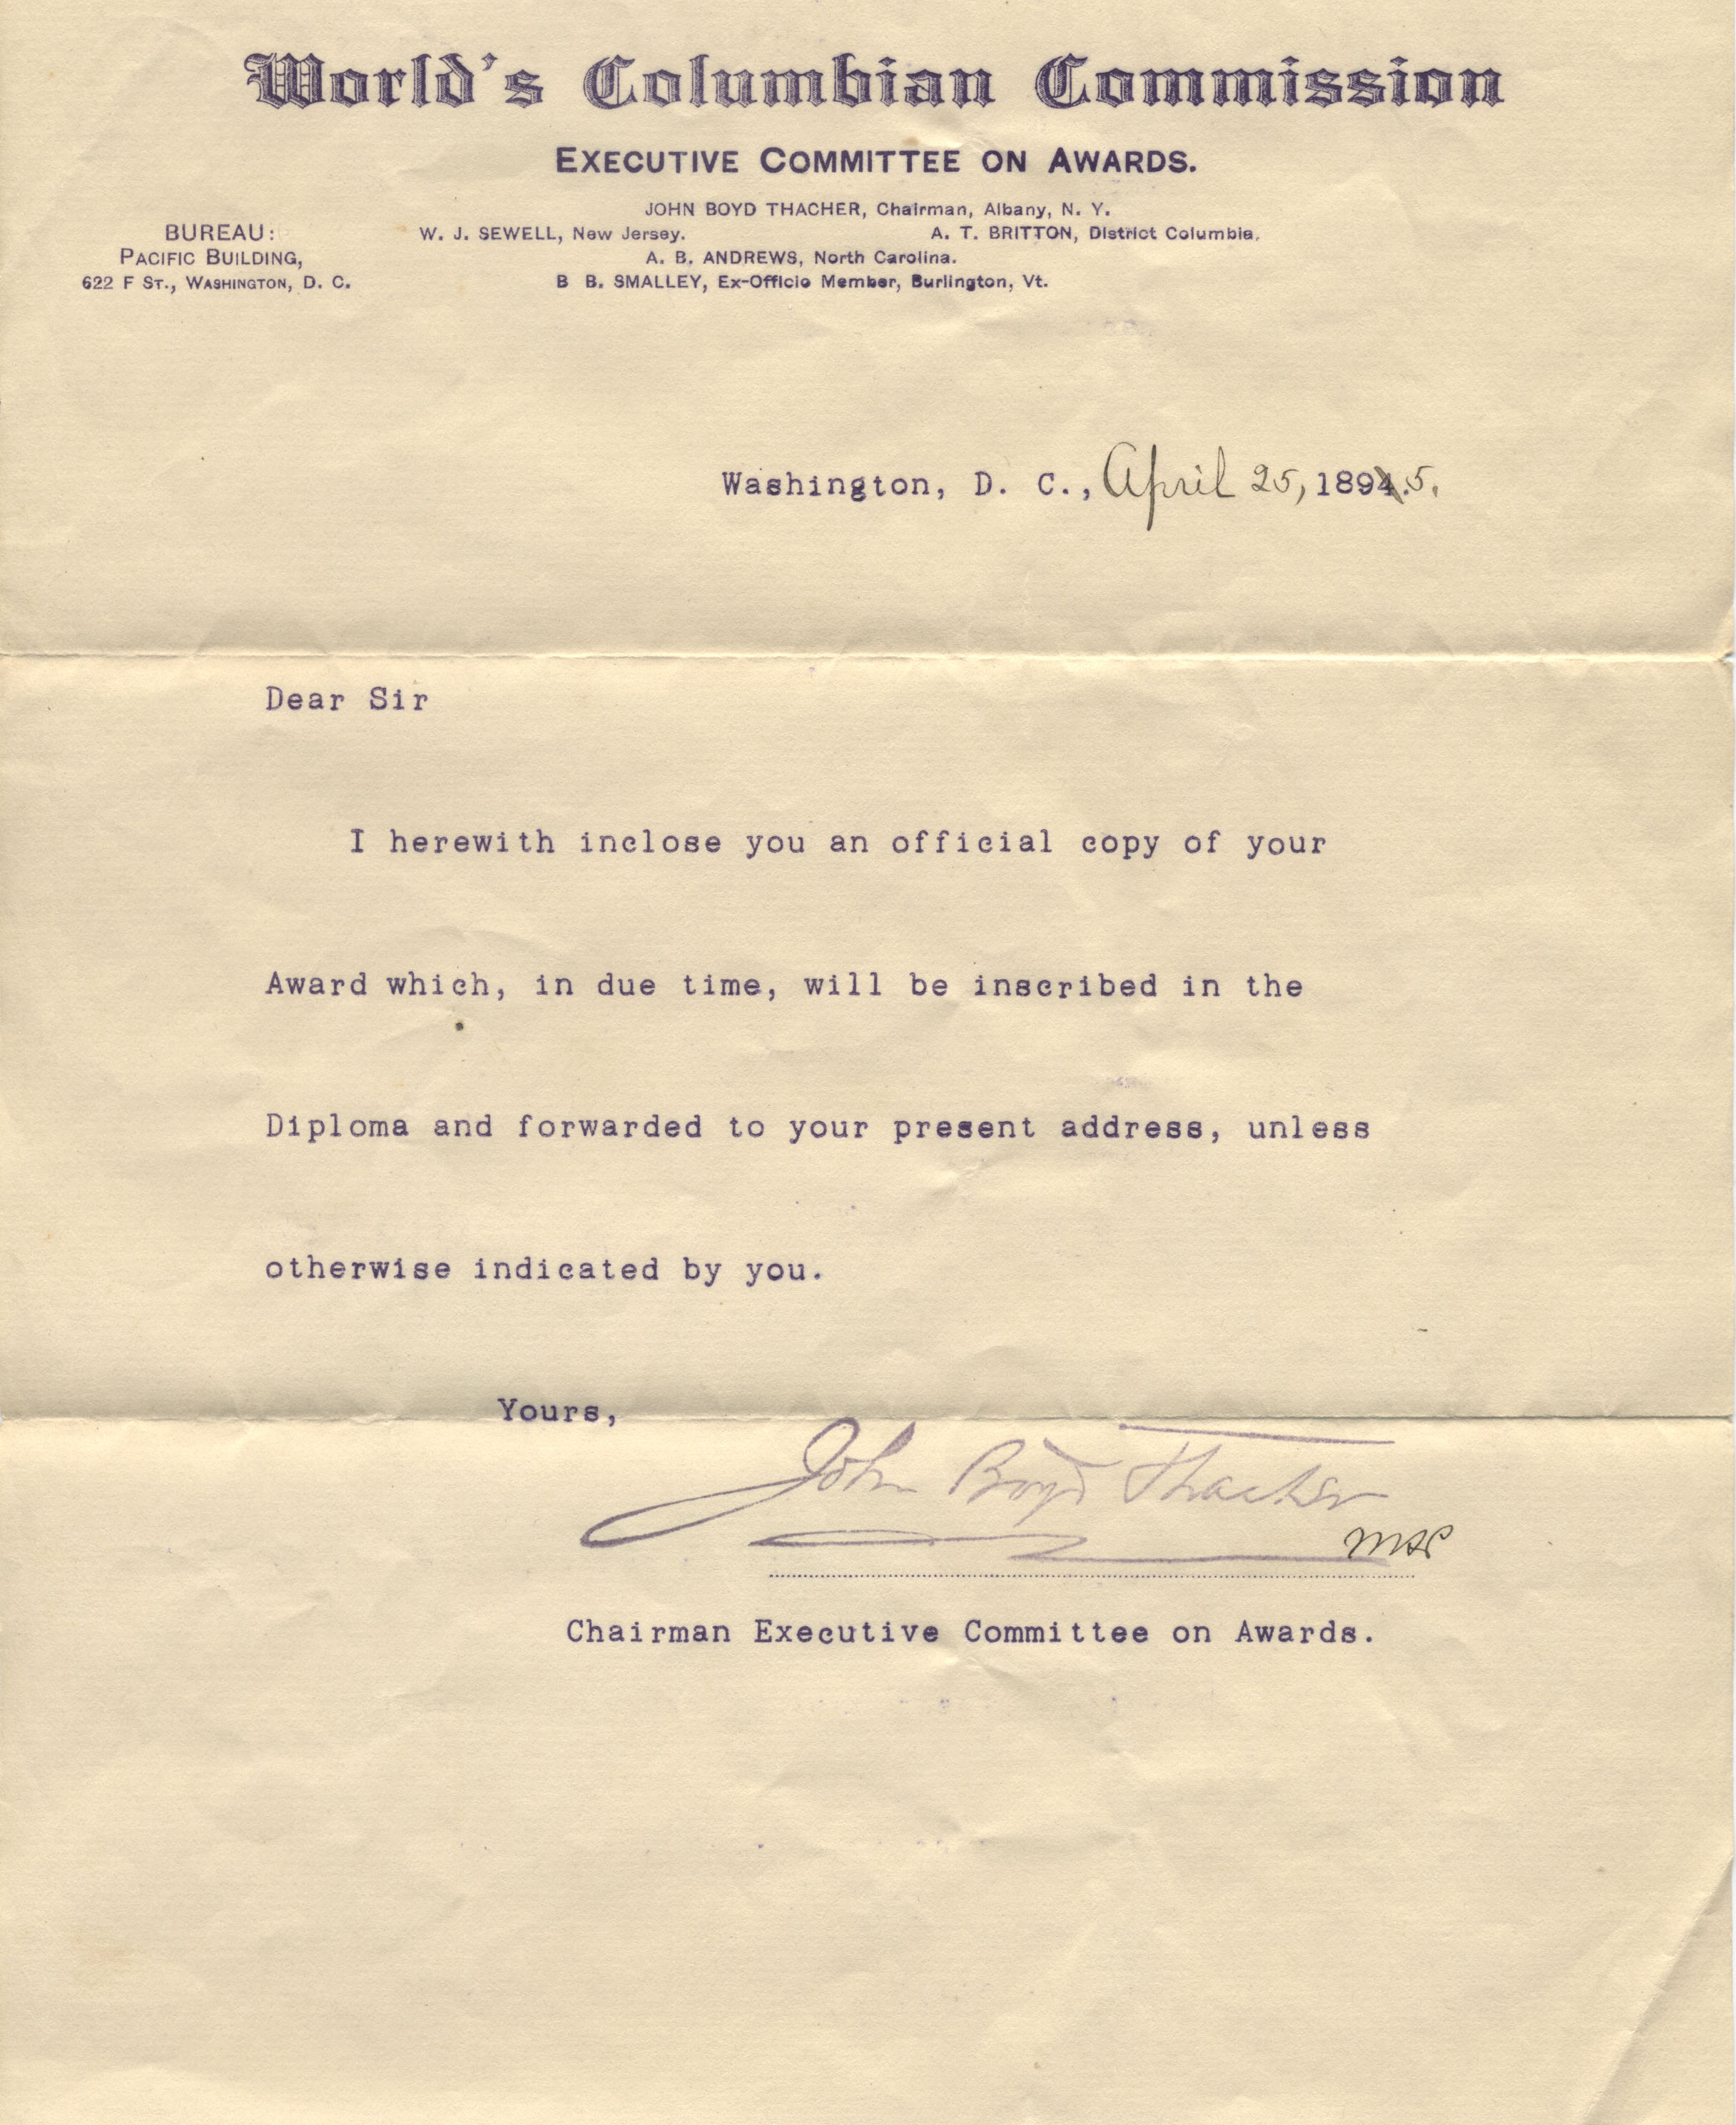 World's Columbian Commission
EXECUTIVE COMMITTEE ON AWARDS.
JOHN BOYD THACHER, Chairman, Albany, N. Y.
BUREAU: W. J. SEWELL, New Jersey. A. T. BRITTON, District Columbia,
PACIFIC BUILDING, A. B. ANDREWS, North Carolina.
622 F ST., WASHINGTON, D. C. B B. SMALLEY, Ex-Officio Member, Burlington, Vt.
Washington, D. C., April 25, 1894.5.
Dear Sir
I herewith inclose you an official copy of your
Award which, in due time, will be inscribed in the
Diploma and forwarded to your present address, unless
otherwise indicated by you.
Yours,
John Boyd Thacher
Chairman Executive Committee on Awards.